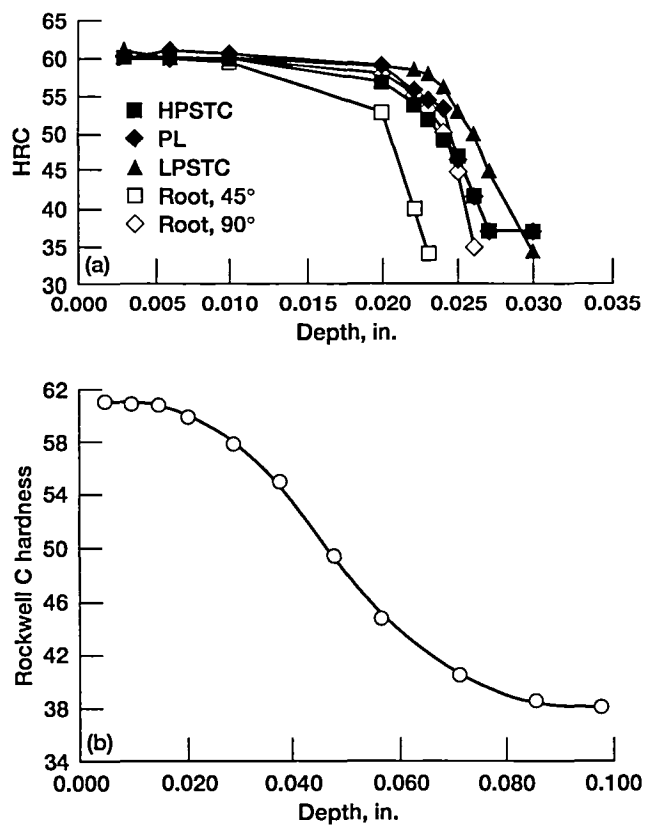 65
60
55
50
45
40
35
30
HRC
HPSTC
PL
LPSTC
Root, 45°
Root, 90°
(a)
0.000 0.005 0.010 0.015 0.020 0.025 0.030 0.035
Depth, in.
62
58
54
50
46
42
38
34
Rockwell C hardness
(b)
0.000 0.020 0.040 0.060 0.080 0.100
Depth, in.